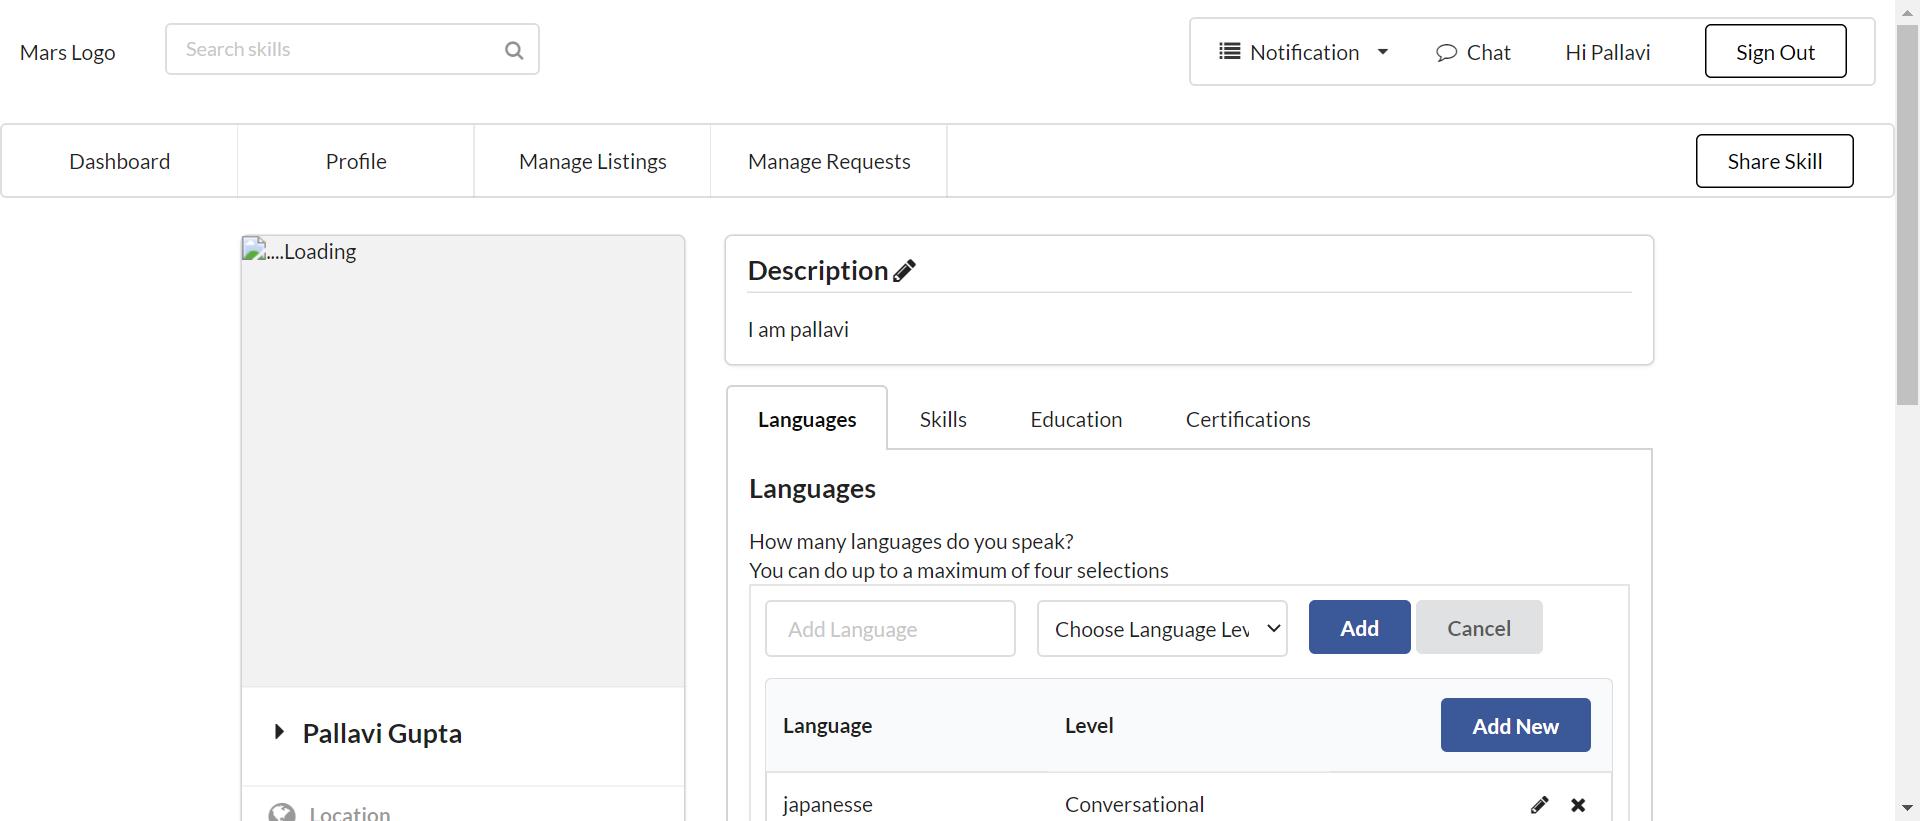 Mars Logo
Search skills
Notification
Chat
Hi Pallavi
Sign Out
Dashboard
Profile
Manage Listings
Manage Requests
Share Skill
....Loading
Pallavi Gupta
Location
Description
I am pallavi
Languages
Skills
Education
Certifications
Languages
How many languages do you speak?
You can do up to a maximum of four selections
Add Language
Choose Language Lev
Add
Cancel
Language
Level
Add New
japanesse
Conversational